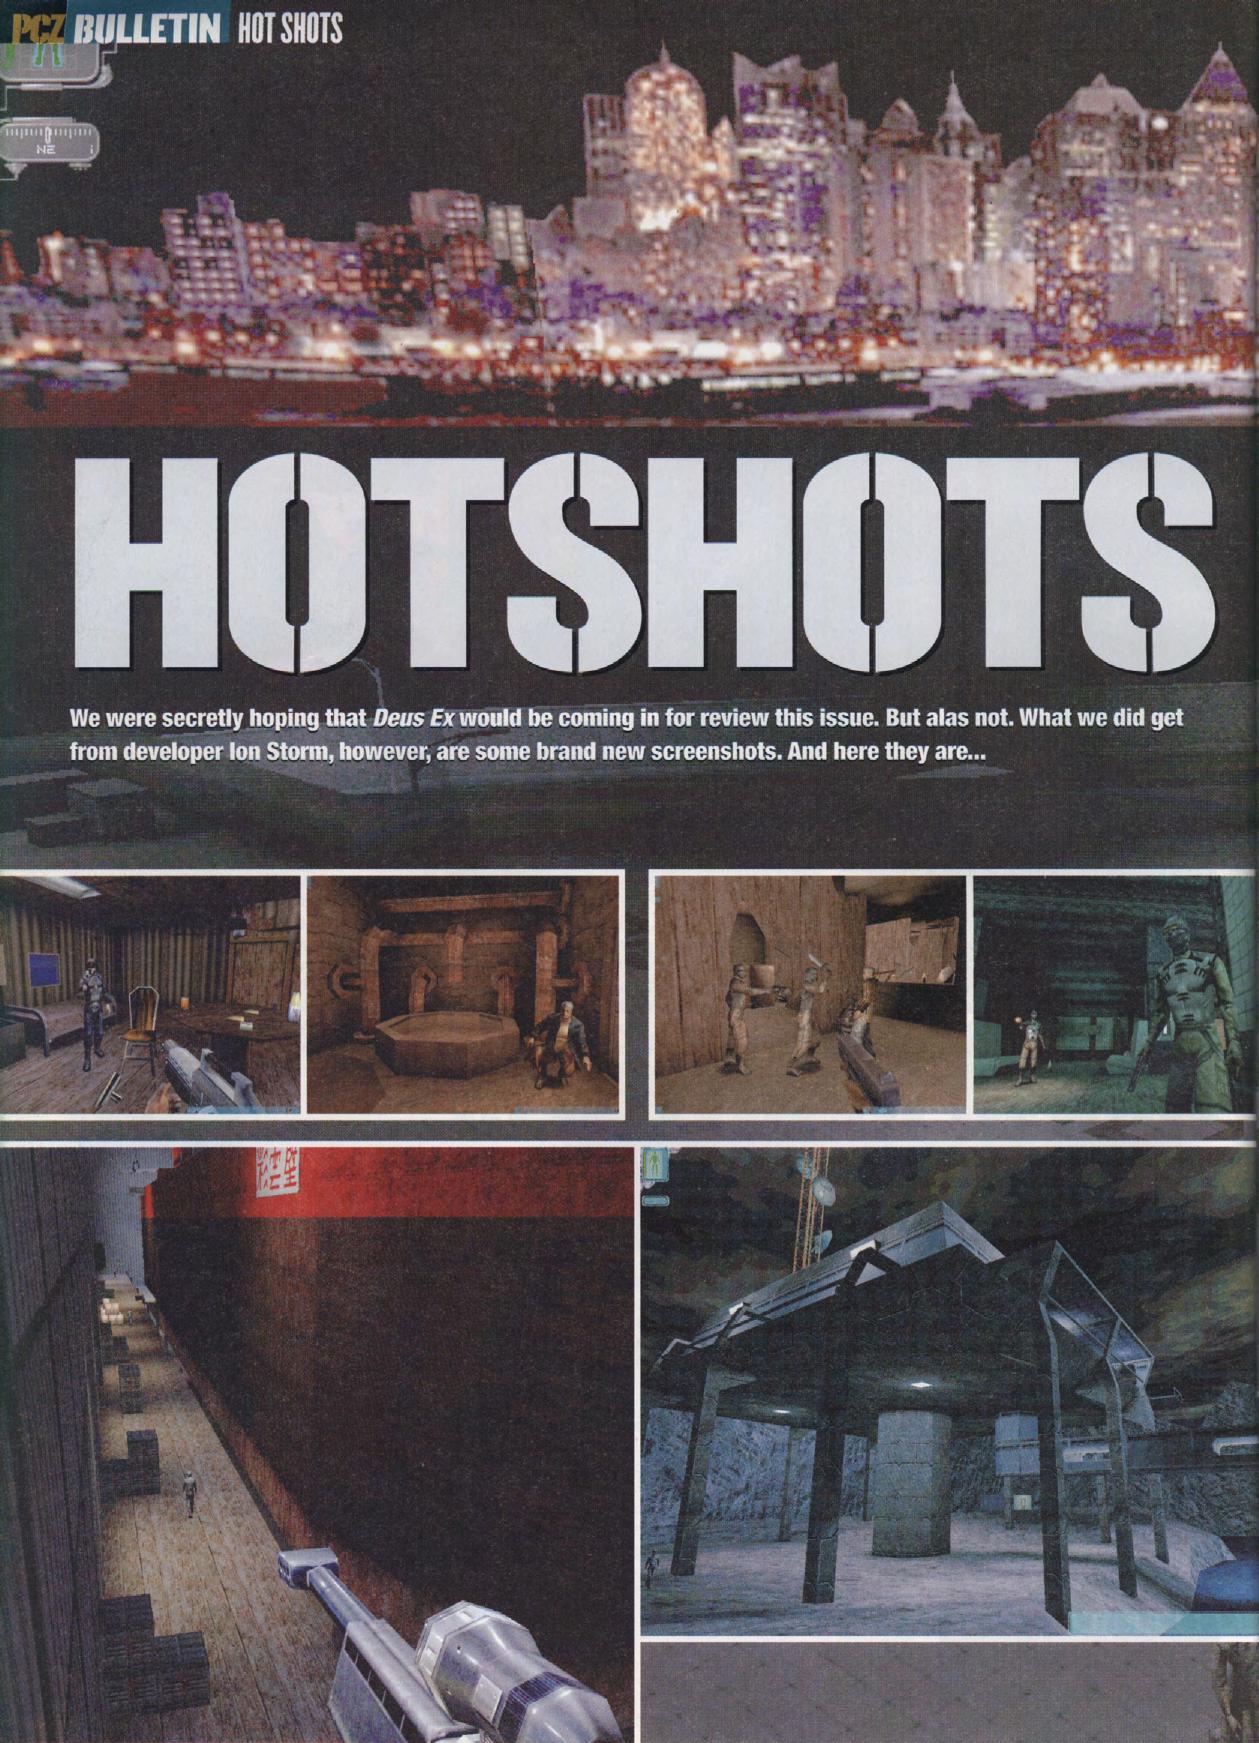 PCZ BULLETIN HOT SHOTS
NE
HOTSHOTS
We were secretly hoping that Deus Ex would be coming in for review this issue. But alas not. What we did get
from developer Ion Storm, however, are some brand new screenshots. And here they are...